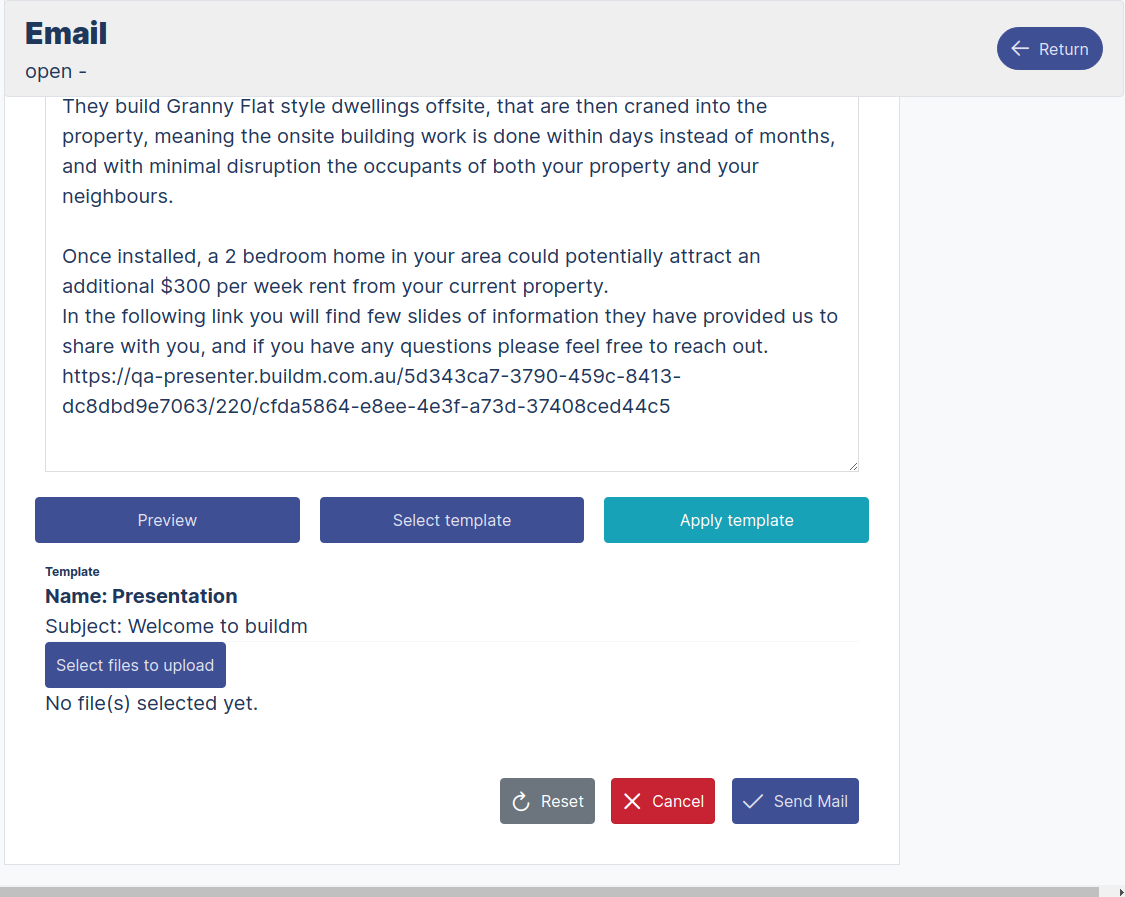 Email
open -
Return
They build Granny Flat style dwellings offsite, that are then craned into the
property, meaning the onsite building work is done within days instead of months,
and with minimal disruption the occupants of both your property and your
neighbours.
Once installed, a 2 bedroom home in your area could potentially attract an
additional $300 per week rent from your current property.
In the following link you will find few slides of information they have provided us to
share with you, and if you have any questions please feel free to reach out.
https://qa-presenter.buildm.com.au/5d343ca7-3790-459c-8413-
dc8dbd9e7063/220/cfda5864-e8ee-4e3f-a73d-37408ced44c5
Preview
Select template
Apply template
Template
Name: Presentation
Subject: Welcome to buildm
Select files to upload
No file(s) selected yet.
Reset
Cancel
Send Mail